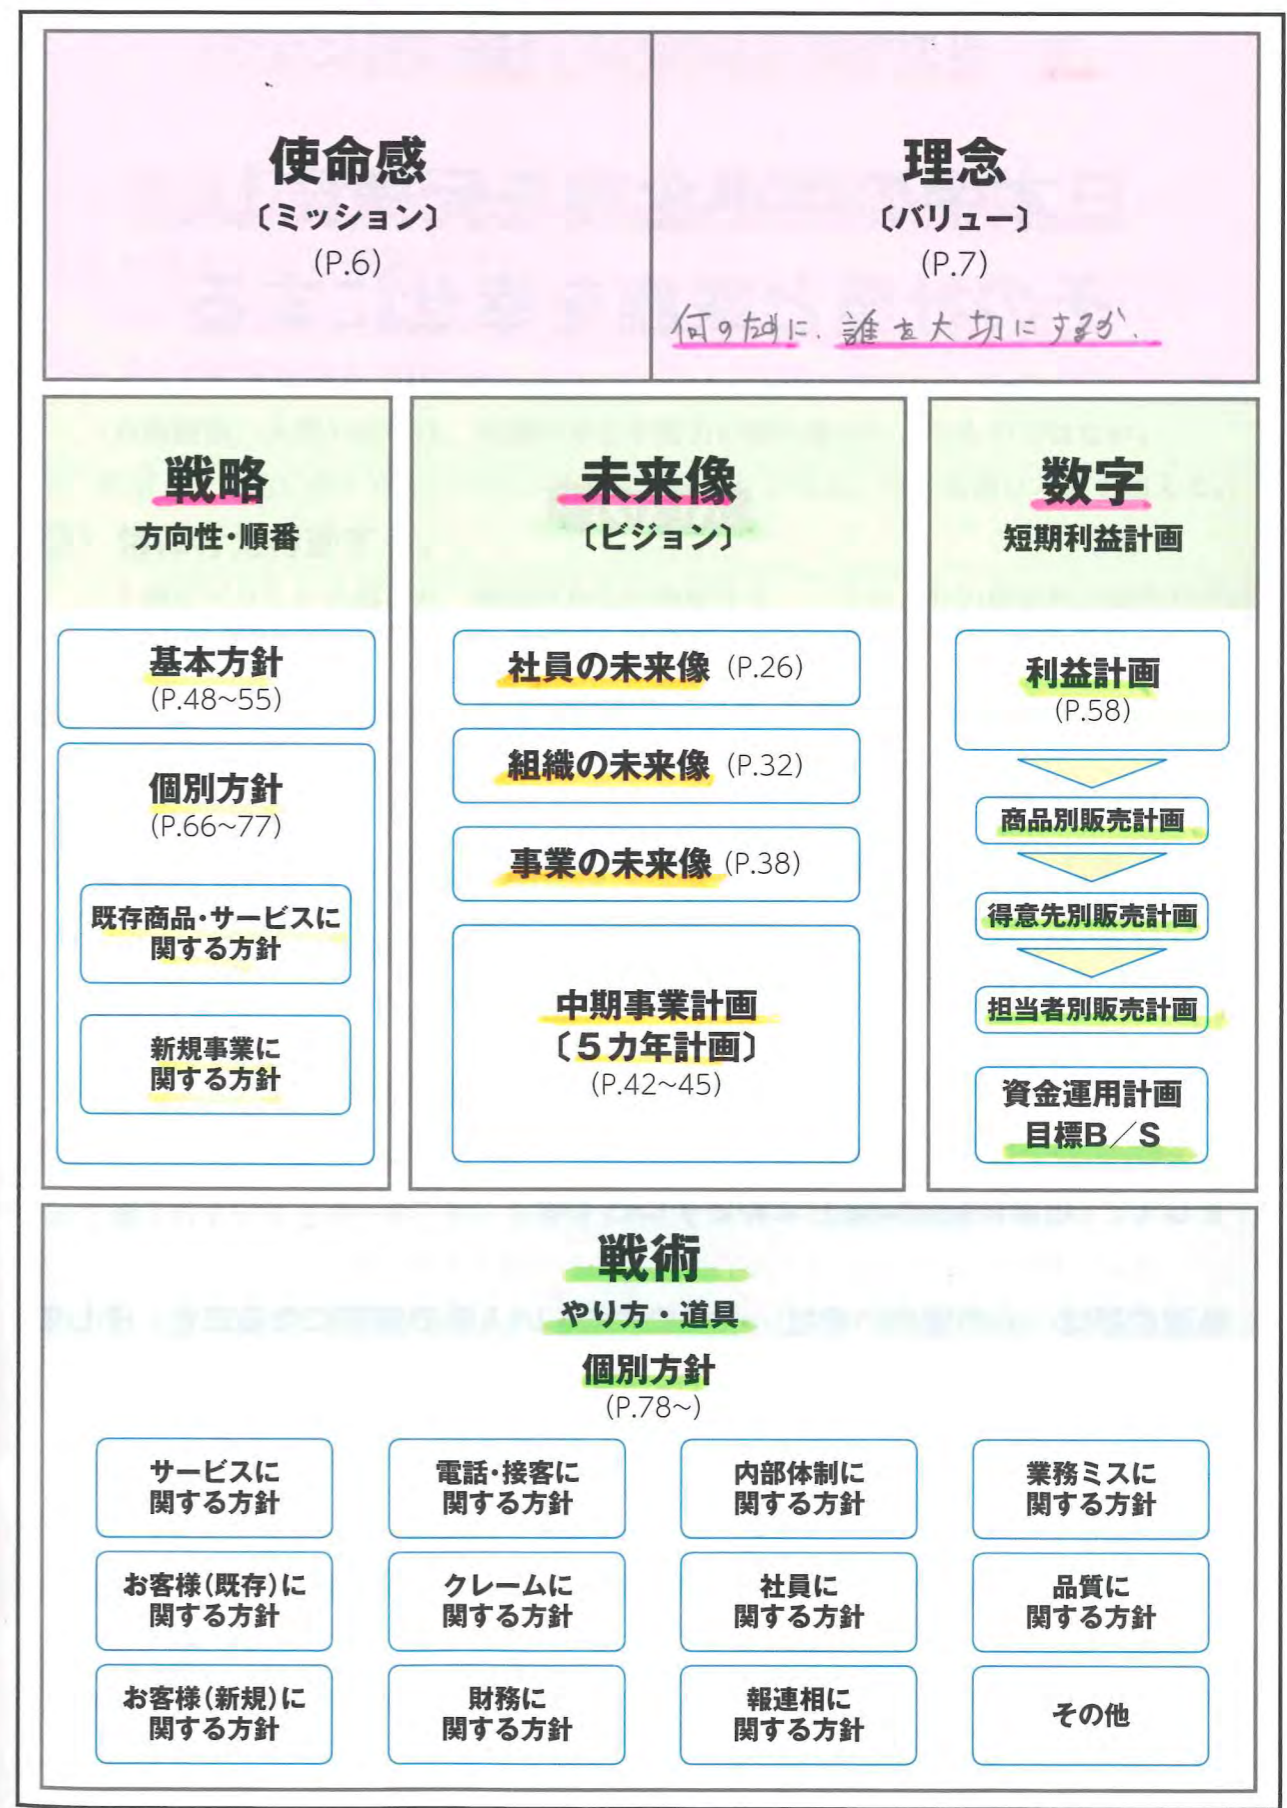 使命感
〔ミッション〕
(P.6)
理念
〔バリュー〕
(P.7)
何のために、誰を大切にするか.
戦略
方向性・順番
基本方針
(P.48~55)
個別方針
(P.66~77)
既存商品・サービスに
関する方針
新規事業に
関する方針
未来像
〔ビジョン〕
社員の未来像 (P.26)
組織の未来像 (P.32)
事業の未来像 (P.38)
中期事業計画
〔5カ年計画〕
(P.42~45)
数字
短期利益計画
利益計画
(P.58)
商品別販売計画
得意先別販売計画
担当者別販売計画
資金運用計画
目標B/S
戦術
やり方・道具
個別方針
(P.78~)
サービスに
関する方針
電話・接客に
関する方針
内部体制に
関する方針
業務ミスに
関する方針
お客様(既存)に
関する方針
クレームに
関する方針
社員に
関する方針
品質に
関する方針
お客様(新規)に
関する方針
財務に
関する方針
報連相に
関する方針
その他